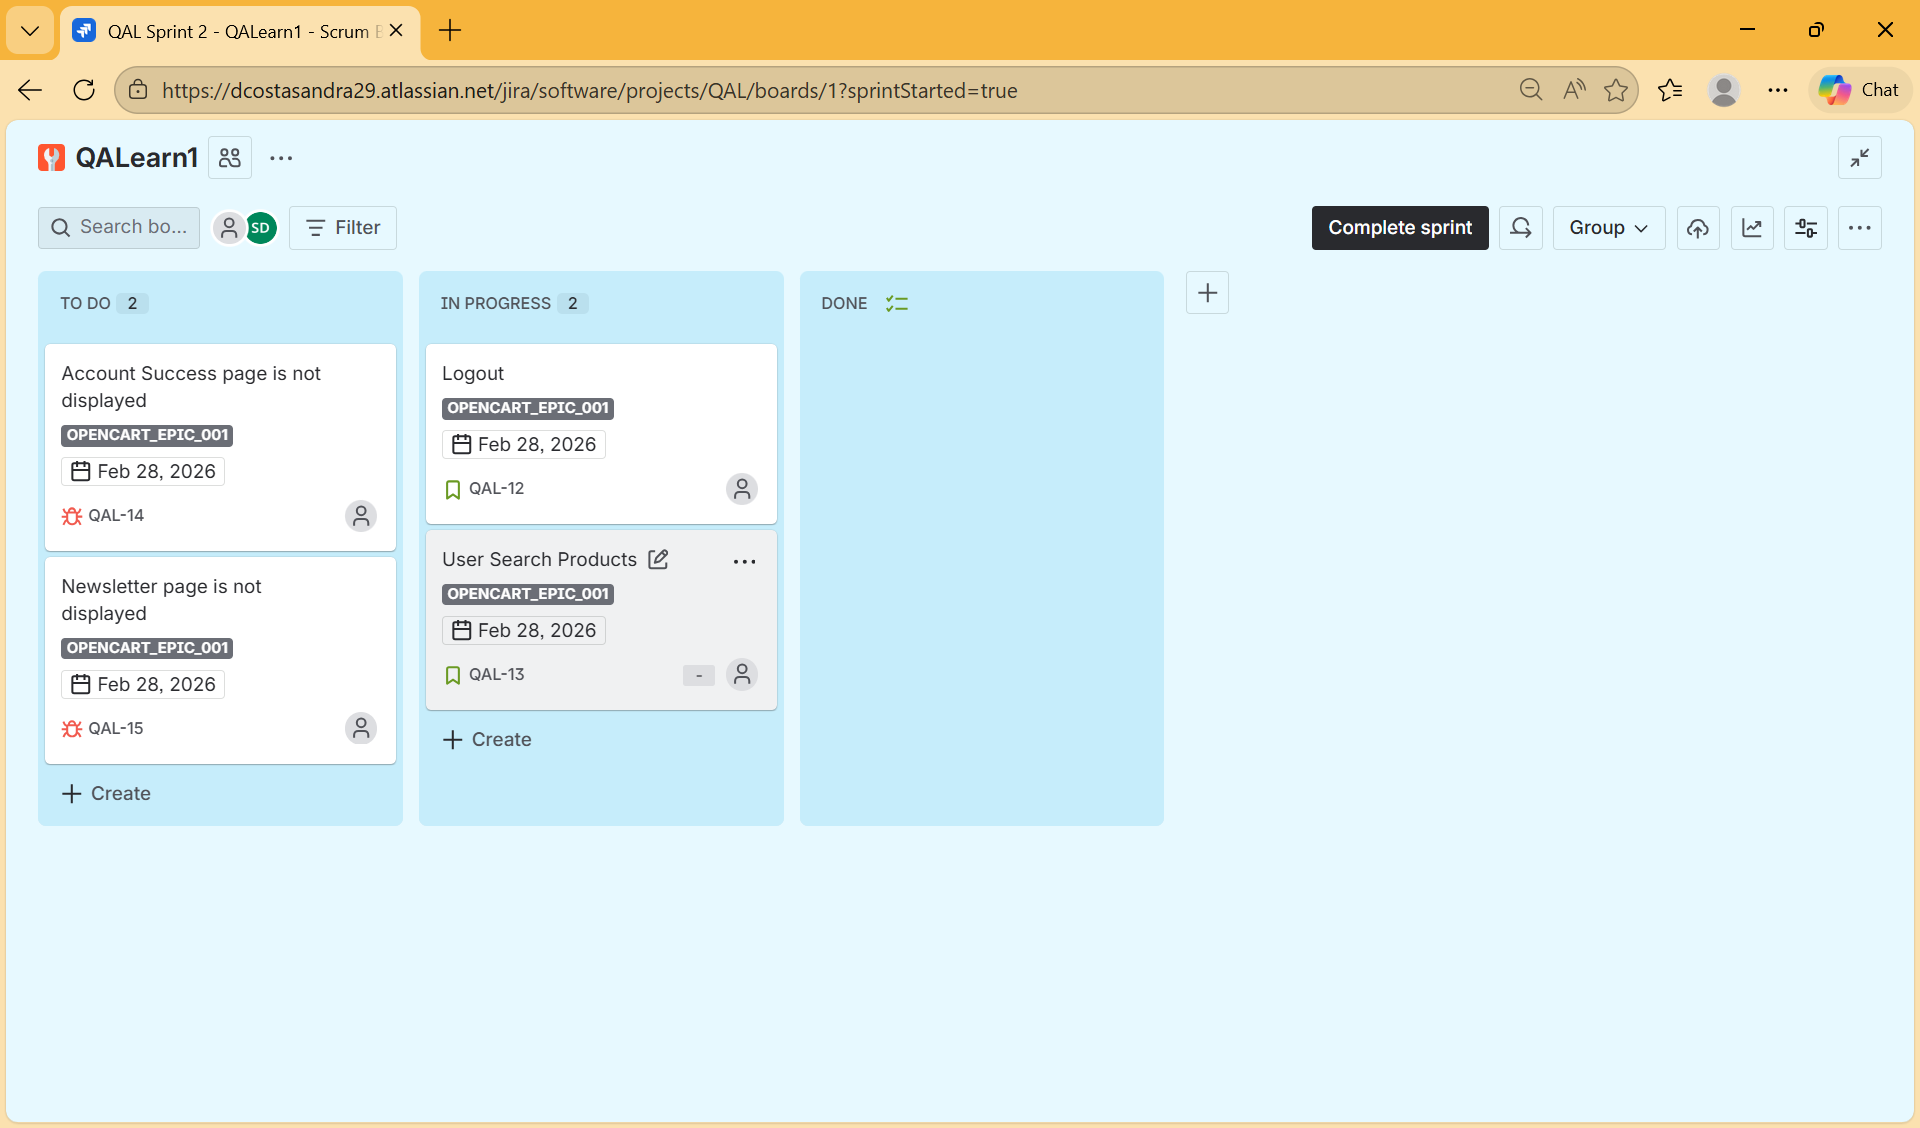 QAL Sprint 2 - QALearn1 - Scrum
https://dcostasandra29.atlassian.net/jira/software/projects/QAL/boards/1?sprintStarted=true
Chat
QALearn1
Search bo...
SD
Filter
Complete sprint
Group
TO DO 2
Account Success page is not
displayed
OPENCART_EPIC_001
Feb 28, 2026
QAL-14
Newsletter page is not
displayed
OPENCART_EPIC_001
Feb 28, 2026
QAL-15
+ Create
IN PROGRESS 2
Logout
OPENCART_EPIC_001
Feb 28, 2026
QAL-12
User Search Products
OPENCART_EPIC_001
Feb 28, 2026
QAL-13 -
+ Create
DONE